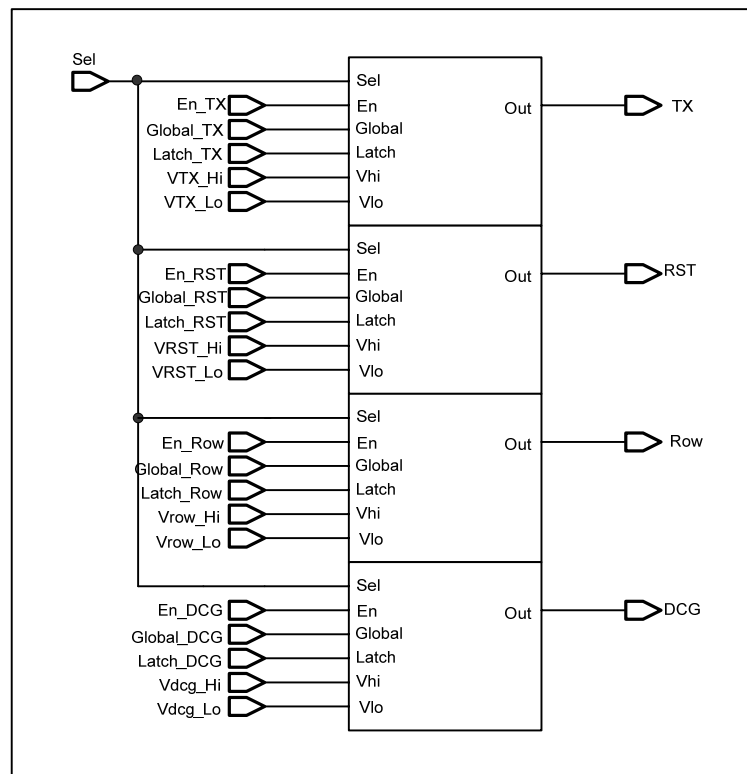 Sel
Sel
En_TX En
Out TX
Global_TX Global
Latch_TX Latch
VTX_Hi Vhi
VTX_Lo Vlo
Sel
En_RST En
Out RST
Global_RST Global
Latch_RST Latch
VRST_Hi Vhi
VRST_Lo Vlo
Sel
En_Row En
Out Row
Global_Row Global
Latch_Row Latch
Vrow_Hi Vhi
Vrow_Lo Vlo
Sel
En_DCG En
Out DCG
Global_DCG Global
Latch_DCG Latch
Vdcg_Hi Vhi
Vdcg_Lo Vlo